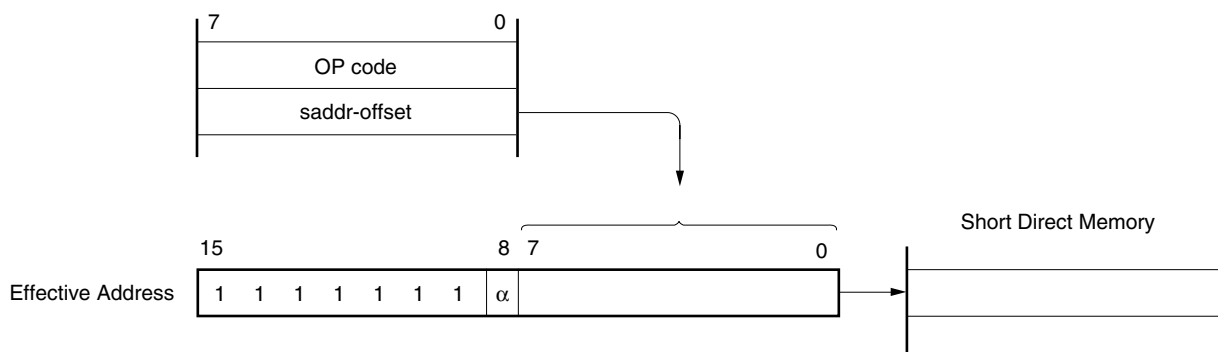 7 0
OP code
saddr-offset
Short Direct Memory
15 8 7 0
Effective Address 1 1 1 1 1 1 1 α